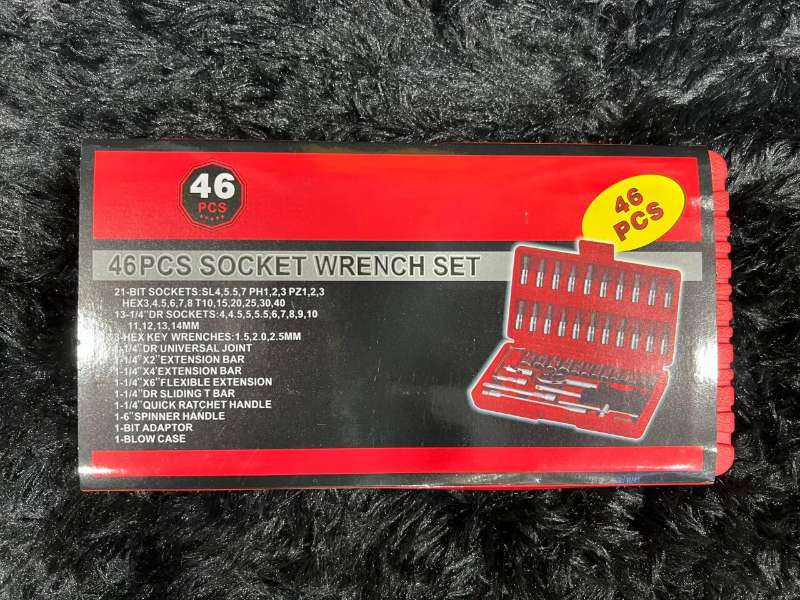 46
PCS
46
PCS
46PCS SOCKET WRENCH SET
21-BIT SOCKETS:SL4,5.5,7 PH1,2,3 PZ1,2,3
HEX3,4,5,6,7,8 T10,15,20,25,30,40
13-1/4"DR SOCKETS:4,4.5,5,5.5,6,7,8,9,10
11,12,13,14MM
3-HEX KEY WRENCHES:1.5,2.0,2.5MM
1-1/4"DR UNIVERSAL JOINT
1-1/4"X2"EXTENSION BAR
1-1/4"X4"EXTENSION BAR
1-1/4"X6"FLEXIBLE EXTENSION
1-1/4"DR SLIDING T BAR
1-1/4"QUICK RATCHET HANDLE
1-6"SPINNER HANDLE
1-BIT ADAPTOR
1-BLOW CASE